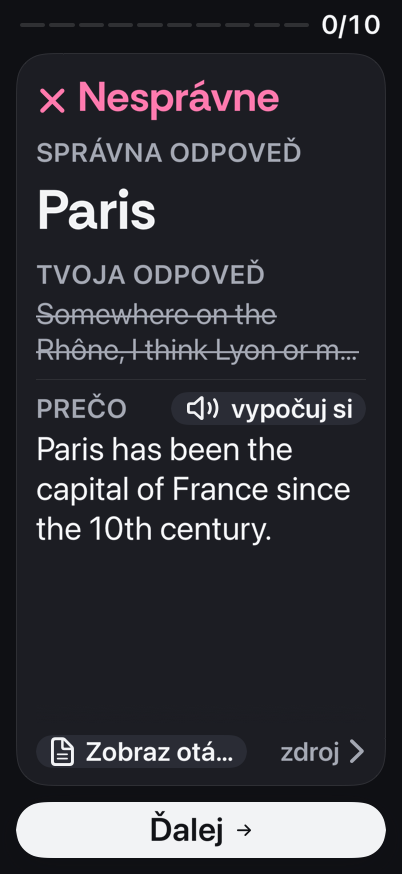 0/10
Nesprávne
SPRÁVNA ODPOVEĎ
Paris
TVOJA ODPOVEĎ
Somewhere on the
Rhône, I think Lyon or m...
PREČO
vypočuj si
Paris has been the
capital of France since
the 10th century.
Zobraz otá...
zdroj
Ďalej →